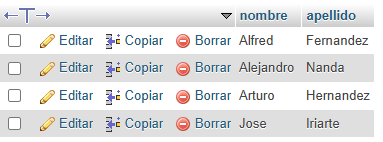 nombre apellido
Editar Copiar Borrar Alfred Fernandez
Editar Copiar Borrar Alejandro Nanda
Editar Copiar Borrar Arturo Hernandez
Editar Copiar Borrar Jose Iriarte